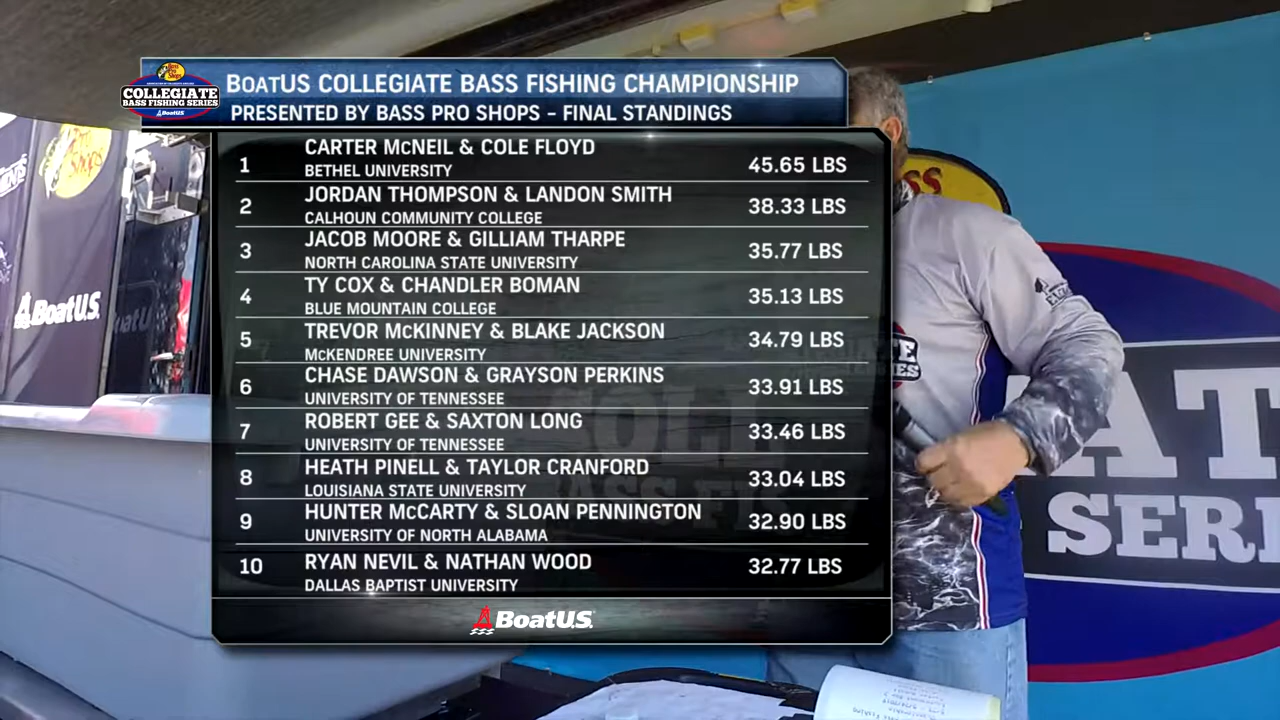 Bass
Pro Shops
COLLEGIATE
BASS FISHING SERIES
BoatUS
BOATUS COLLEGIATE BASS FISHING CHAMPIONSHIP
PRESENTED BY BASS PRO SHOPS – FINAL STANDINGS
1 CARTER McNEIL & COLE FLOYD 45.65 LBS
BETHEL UNIVERSITY
2 JORDAN THOMPSON & LANDON SMITH 38.33 LBS
CALHOUN COMMUNITY COLLEGE
3 JACOB MOORE & GILLIAM THARPE 35.77 LBS
NORTH CAROLINA STATE UNIVERSITY
4 TY COX & CHANDLER BOMAN 35.13 LBS
BLUE MOUNTAIN COLLEGE
5 TREVOR McKINNEY & BLAKE JACKSON 34.79 LBS
McKENDREE UNIVERSITY
6 CHASE DAWSON & GRAYSON PERKINS 33.91 LBS
UNIVERSITY OF TENNESSEE
7 ROBERT GEE & SAXTON LONG 33.46 LBS
UNIVERSITY OF TENNESSEE
8 HEATH PINELL & TAYLOR CRANFORD 33.04 LBS
LOUISIANA STATE UNIVERSITY
9 HUNTER McCARTY & SLOAN PENNINGTON 32.90 LBS
UNIVERSITY OF NORTH ALABAMA
10 RYAN NEVIL & NATHAN WOOD 32.77 LBS
DALLAS BAPTIST UNIVERSITY
BoatU.S.
BoatU.S.
AT
SERI